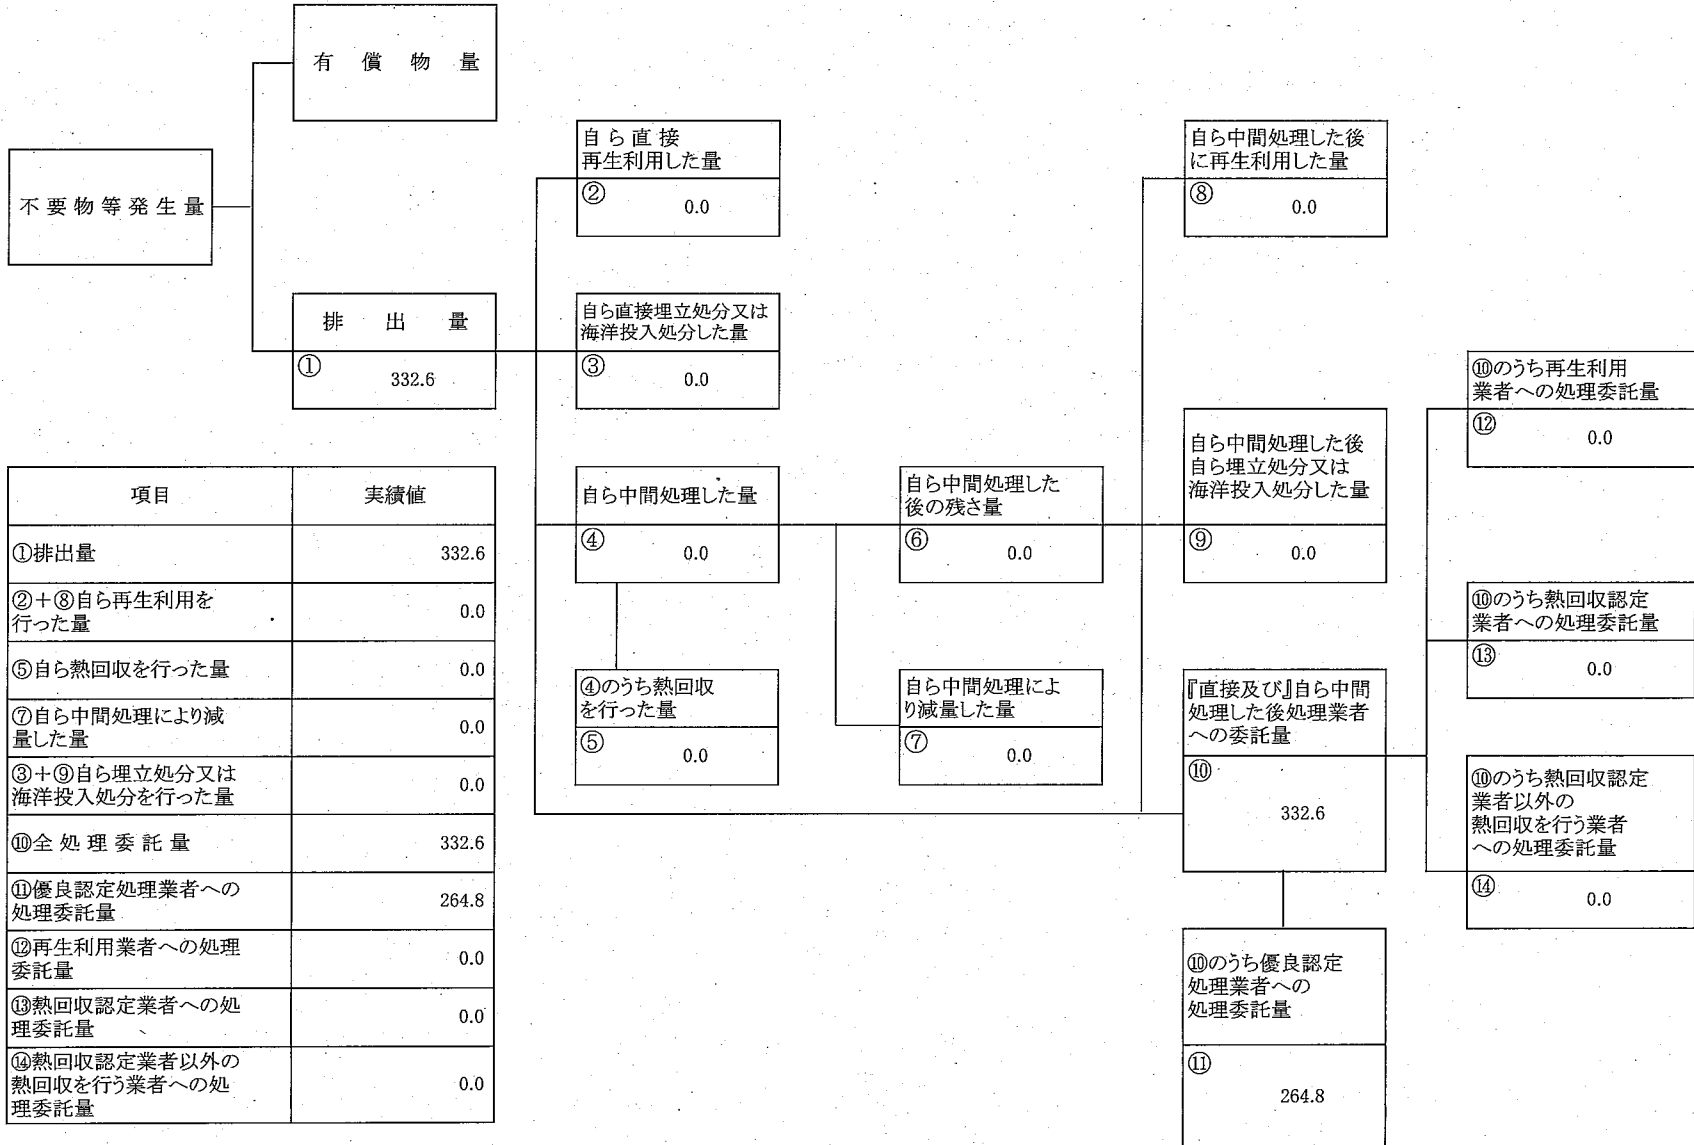 有償物量
不要物等発生量
排出量
①
332.6
自ら直接
再生利用した量
②
0.0
自ら直接埋立処分又は
海洋投入処分した量
③
0.0
自ら中間処理した量
④
0.0
④のうち熱回収
を行った量
⑤
0.0
自ら中間処理した
後の残さ量
⑥
0.0
自ら中間処理によ
り減量した量
⑦
0.0
自ら中間処理した後
に再生利用した量
⑧
0.0
自ら中間処理した後
自ら埋立処分又は
海洋投入処分した量
⑨
0.0
『直接及び』自ら中間
処理した後処理業者
への委託量
⑩
332.6
⑩のうち優良認定
処理業者への
処理委託量
⑪
264.8
⑩のうち再生利用
業者への処理委託量
⑫
0.0
⑩のうち熱回収認定
業者への処理委託量
⑬
0.0
⑩のうち熱回収認定
業者以外の
熱回収を行う業者
への処理委託量
⑭
0.0
項目 実績値
①排出量 332.6
②+⑧自ら再生利用を
行った量 0.0
⑤自ら熱回収を行った量 0.0
⑦自ら中間処理により減
量した量 0.0
③+⑨自ら埋立処分又は
海洋投入処分を行った量 0.0
⑩全処理委託量 332.6
⑪優良認定処理業者への
処理委託量 264.8
⑫再生利用業者への処理
委託量 0.0
⑬熱回収認定業者への処
理委託量 0.0
⑭熱回収認定業者以外の
熱回収を行う業者への処
理委託量 0.0